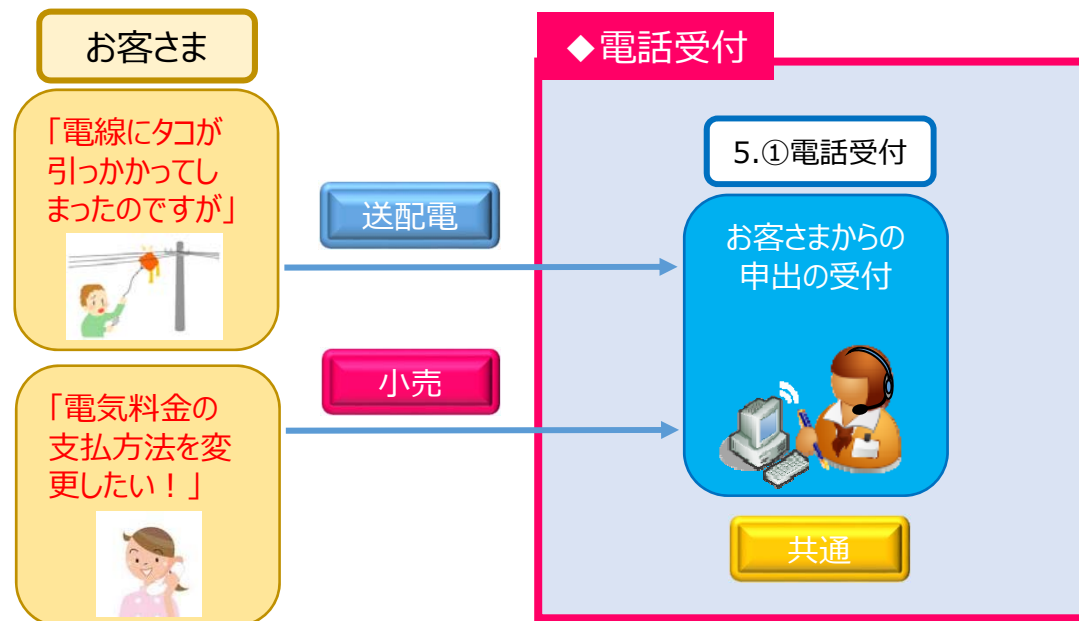 お客さま
「電線にタコが
引っかかってし
まったのですが」
「電気料金の
支払方法を変
更したい！」
送配電
小売
◆電話受付
5.①電話受付
お客さまからの
申出の受付
共通